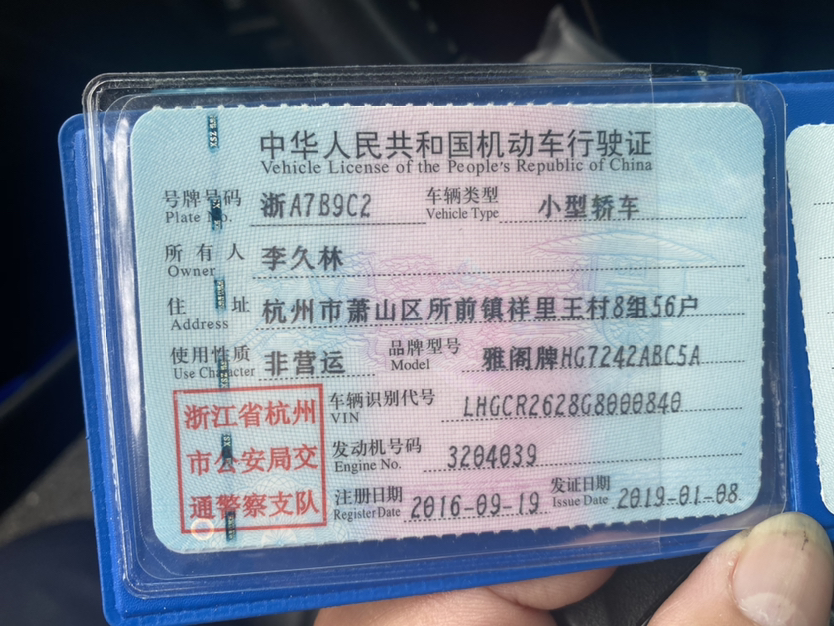 中华人民共和国机动车行驶证
Vehicle License of the People's Republic of China
号牌号码 浙A7B9C2 车辆类型 小型轿车
Plate No. Vehicle Type
所有人 李久林
Owner
住址 杭州市萧山区所前镇祥里王村8组56户
Address
使用性质 非营运 品牌型号 雅阁牌HG7242ABC5A
Use Character Model
浙江省杭州
市公安局交
通警察支队
车辆识别代号 LHGCR2628G8000840
VIN
发动机号码 3204039
Engine No.
注册日期 2016-09-19 发证日期 2019-01-08
Register Date Issue Date